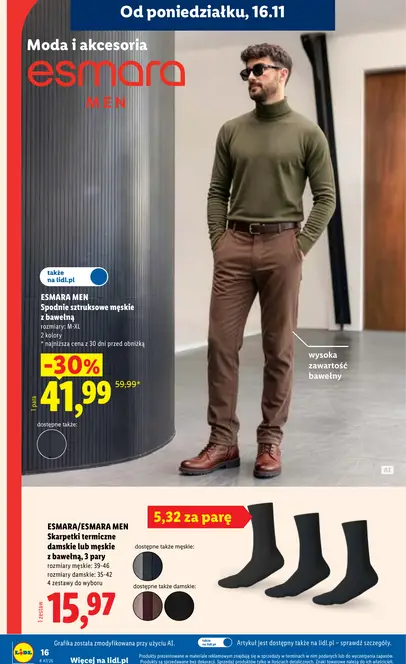 Od poniedziałku, 16.11
Moda i akcesoria
esmara
MEN
także
na lidl.pl
ESMARA MEN
Spodnie sztruksowe męskie
z bawełną
rozmiary: M-XL
2 kolory
* najniższa cena z 30 dni przed obniżką
-30%
59.99*
41,99
1 para
dostępne także:
wysoka
zawartość
bawełny
5,32 za parę
ESMARA/ESMARA MEN
Skarpetki termiczne
damskie lub męskie
z bawełną, 3 pary
rozmiary męskie: 39-46
rozmiary damskie: 35-42
4 zestawy do wyboru
dostępne także męskie:
dostępne także damskie:
1 zestaw
15,97
Grafika została zmodyfikowana przy użyciu AI.
także
na lidl.pl
Artykuł jest dostępny także na lidl.pl – sprawdź szczegóły.
LIDL
16
Więcej na lidl.pl